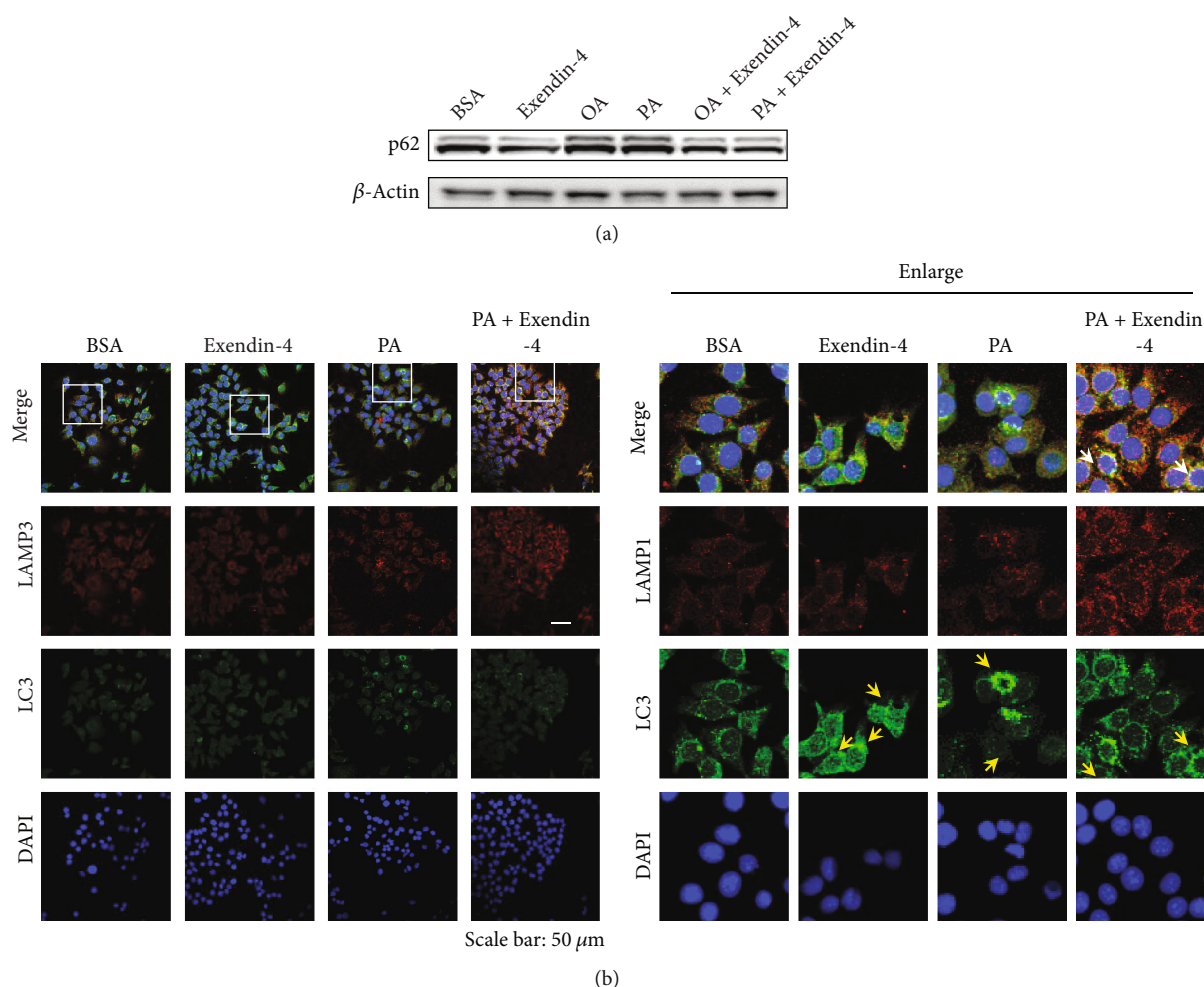 BSA
Exendin-4
OA
PA
OA + Exendin-4
PA + Exendin-4
p62
β-Actin
(a)
Enlarge
BSA
Exendin-4
PA
PA + Exendin
-4
BSA
Exendin-4
PA
PA + Exendin
-4
Merge
LAMP3
LC3
DAPI
Merge
LAMP1
LC3
DAPI
Scale bar: 50 μm
(b)